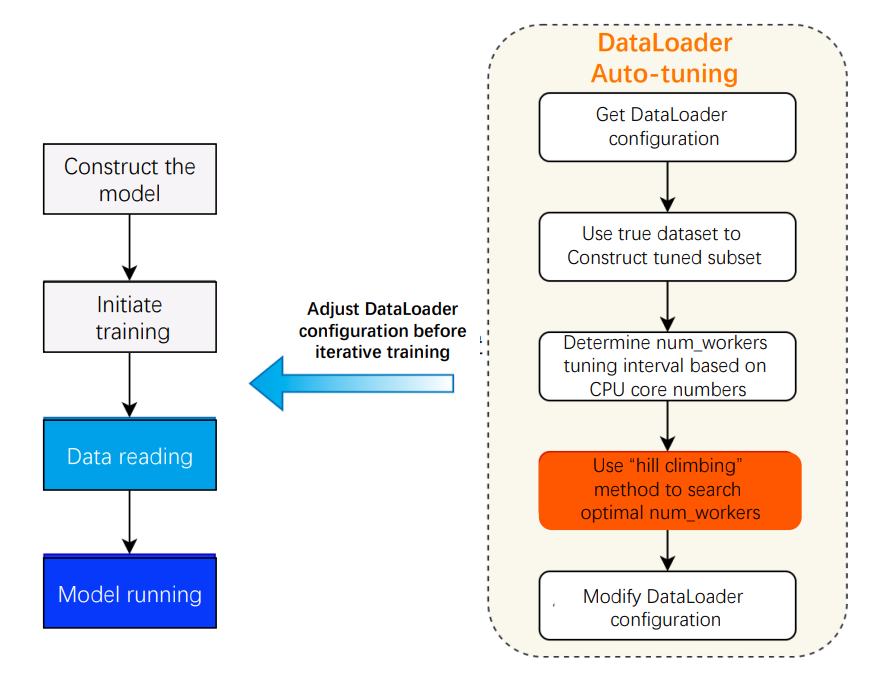 Construct the
model
Initiate
training
Data reading
Model running
Adjust DataLoader
configuration before
iterative training
DataLoader
Auto-tuning
Get DataLoader
configuration
Use true dataset to
Construct tuned subset
Determine num_workers
tuning interval based on
CPU core numbers
Use “hill climbing”
method to search
optimal num_workers
Modify DataLoader
configuration